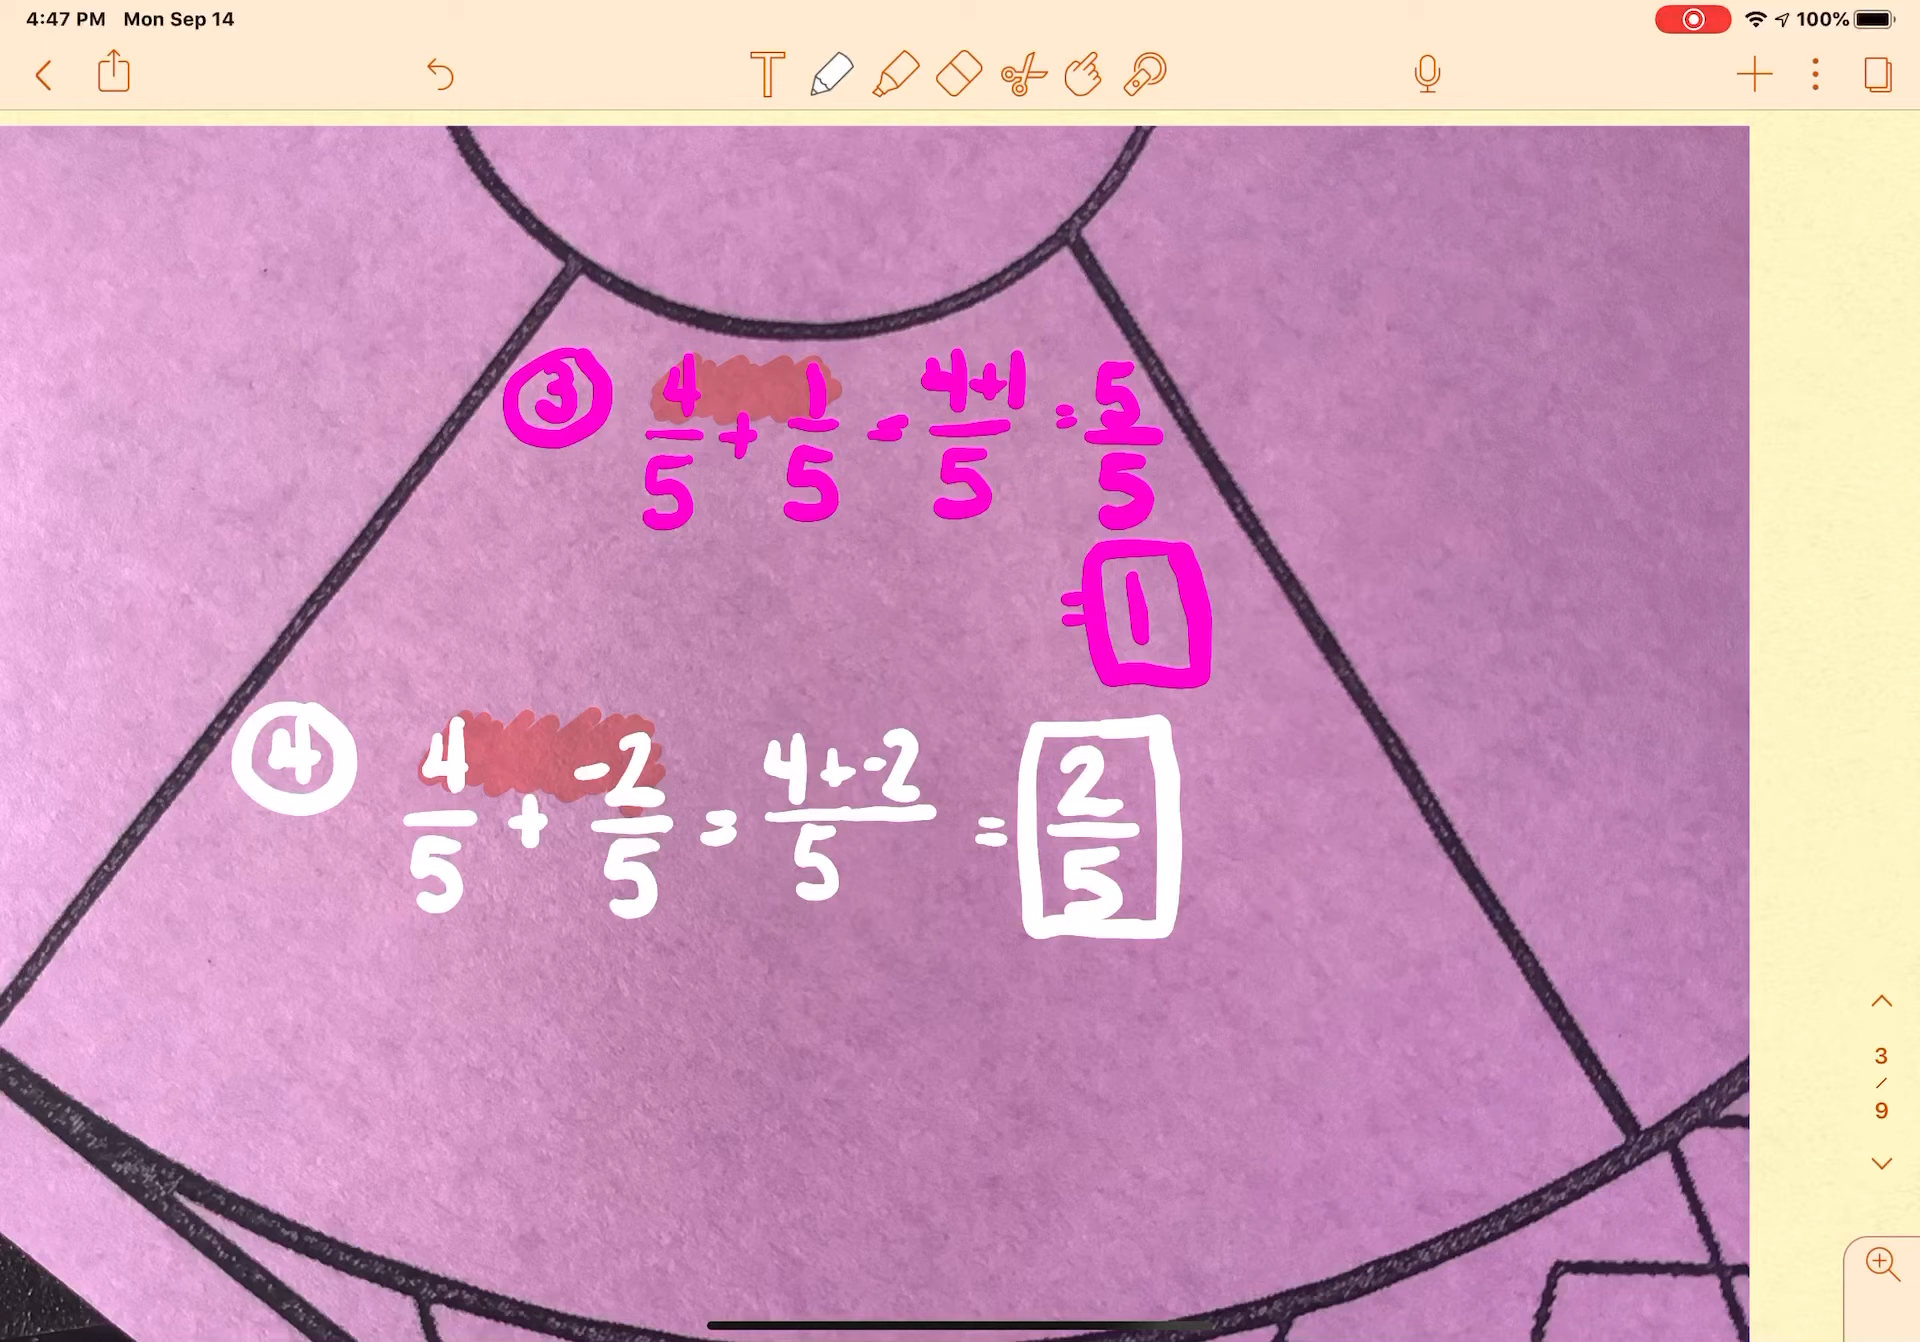 4:47 PM Mon Sep 14
100%
T
3 4/5 + 1/5 = 4+1/5 = 5/5
= 1
4 4/5 + -2/5 = 4+-2/5 = 2/5
3
/
9